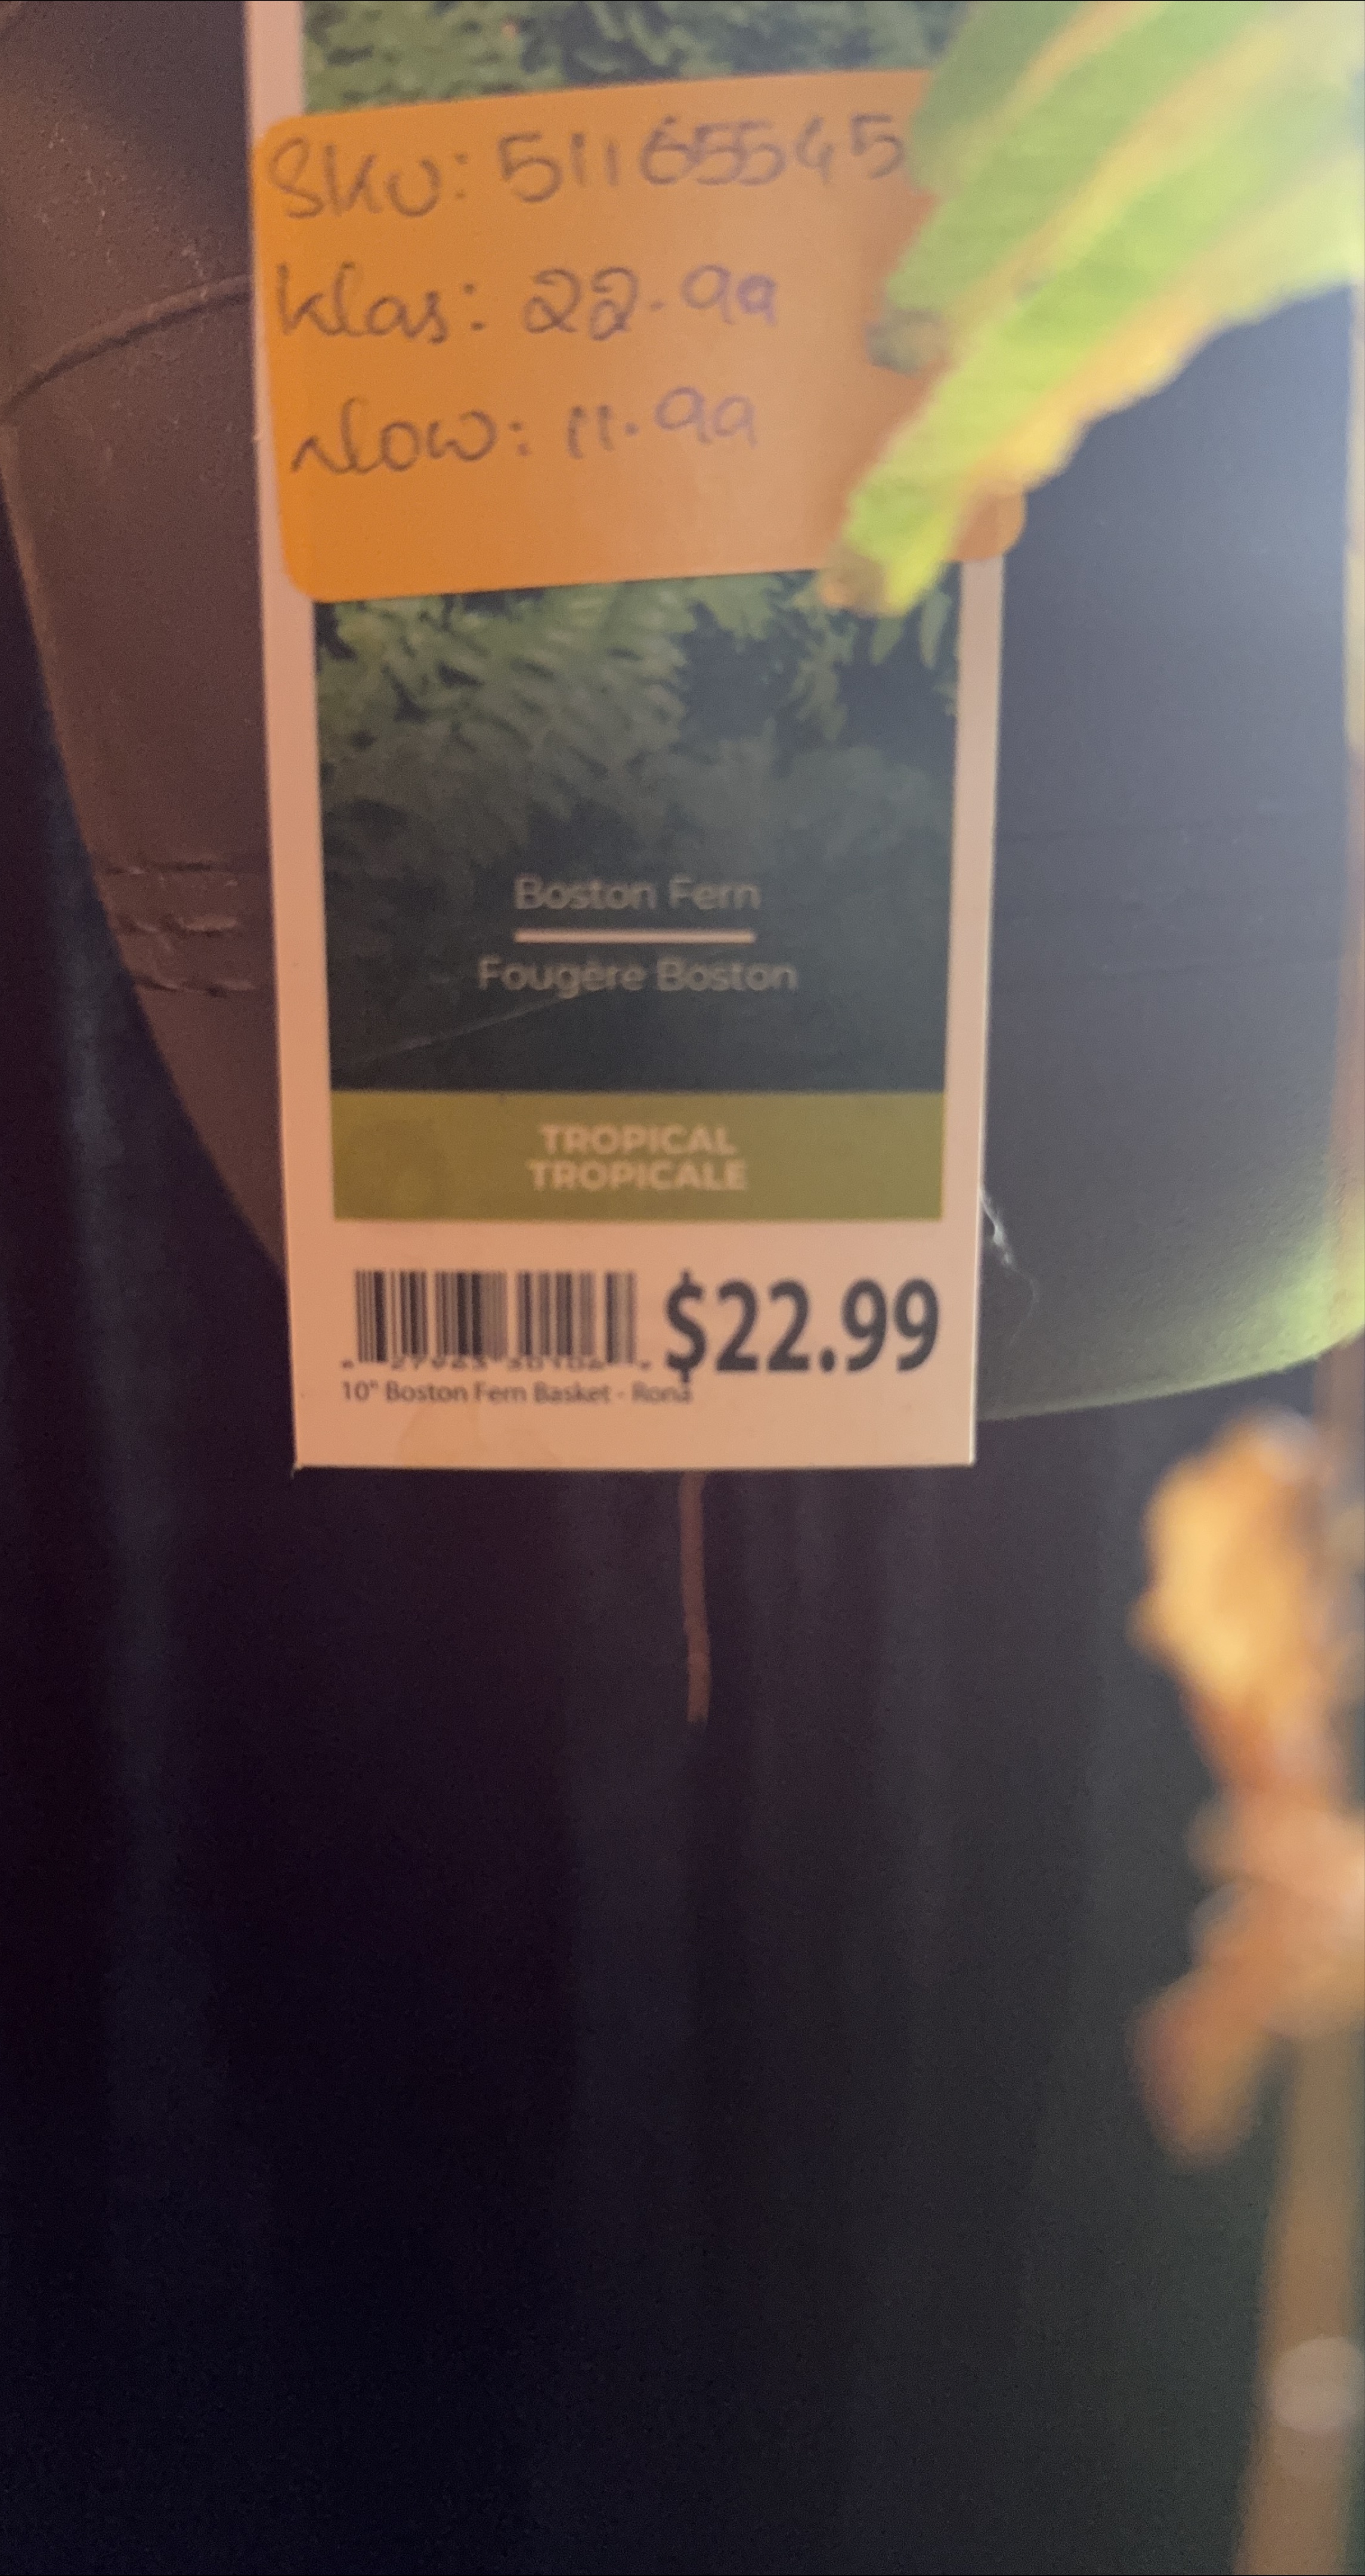 SKU: 51165545
Was: 22.99
Now: 11.99
Boston Fern
Fougère Boston
TROPICAL
TROPICALE
$22.99
10" Boston Fern Basket - Rona